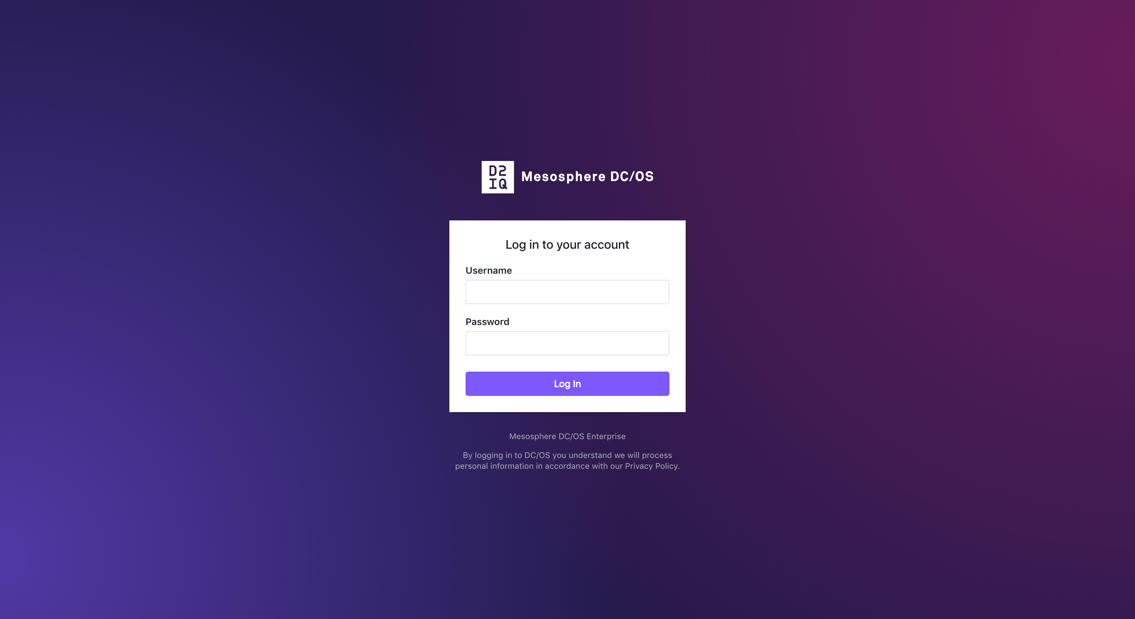 D2
IQ
Mesosphere DC/OS
Log in to your account
Username
Password
Log In
Mesosphere DC/OS Enterprise
By logging in to DC/OS you understand we will process
personal information in accordance with our Privacy Policy.